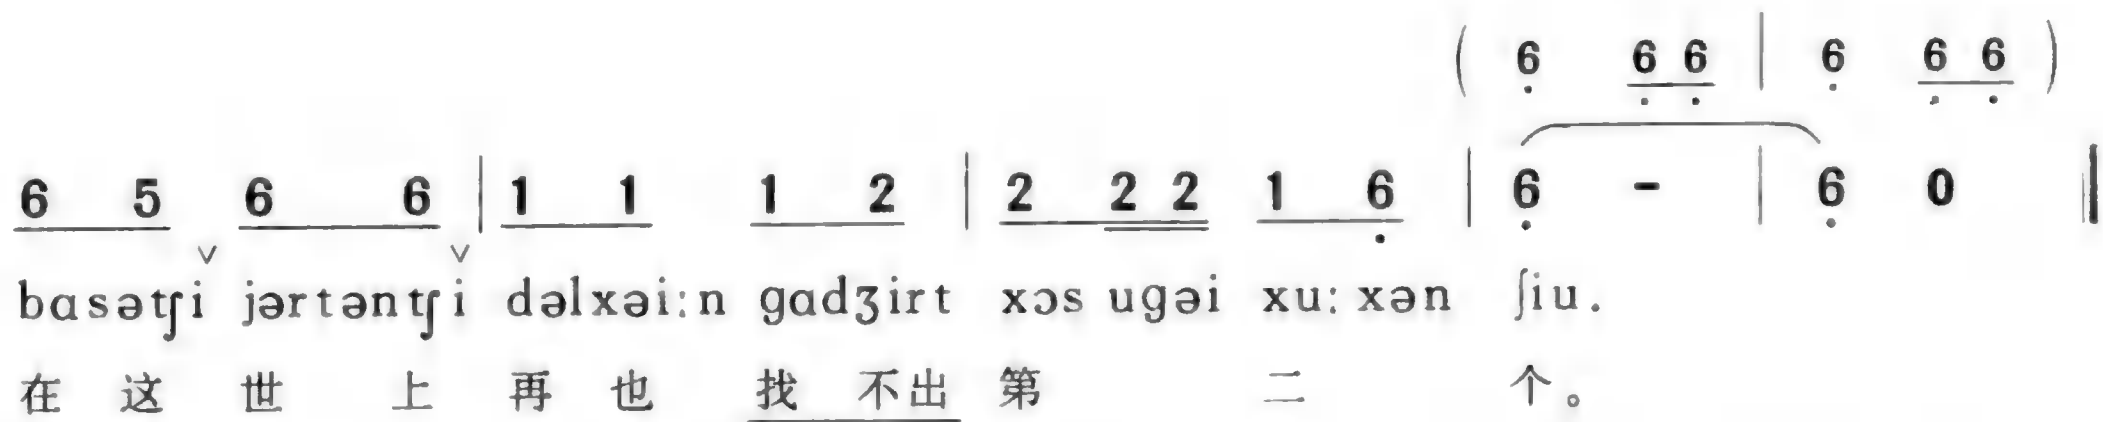 ( 6̣ 6̣ 6̣ | 6̣ 6̣ 6̣ )
6 5 6 6 | 1 1 1 2 | 2 2 2 1 6̣ | 6̣ - | 6̣ 0 ‖
bɑsətʃi ∨ jərtəntʃi ∨ dəlxəi:n gɑdʒirt xɔs ugəi xu: xən ʃiu.
在 这 世 上 再 也 找 不出 第 二 个。